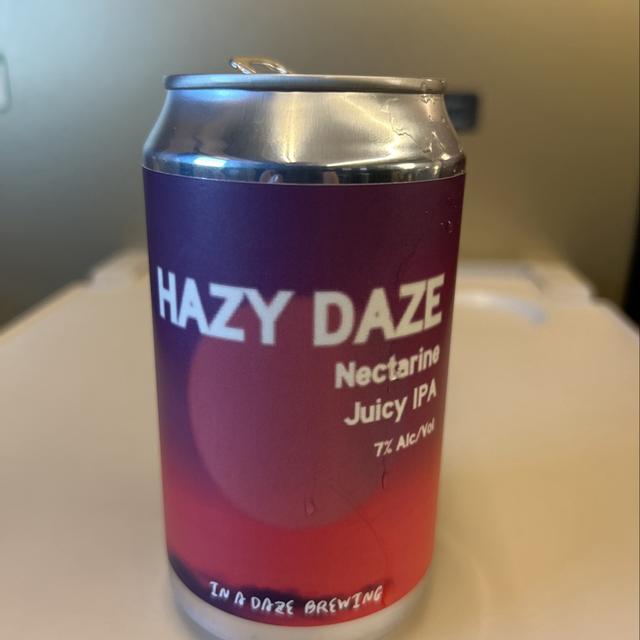 HAZY DAZE
Nectarine
Juicy IPA
7% Alc/Vol
IN A DAZE BREWING